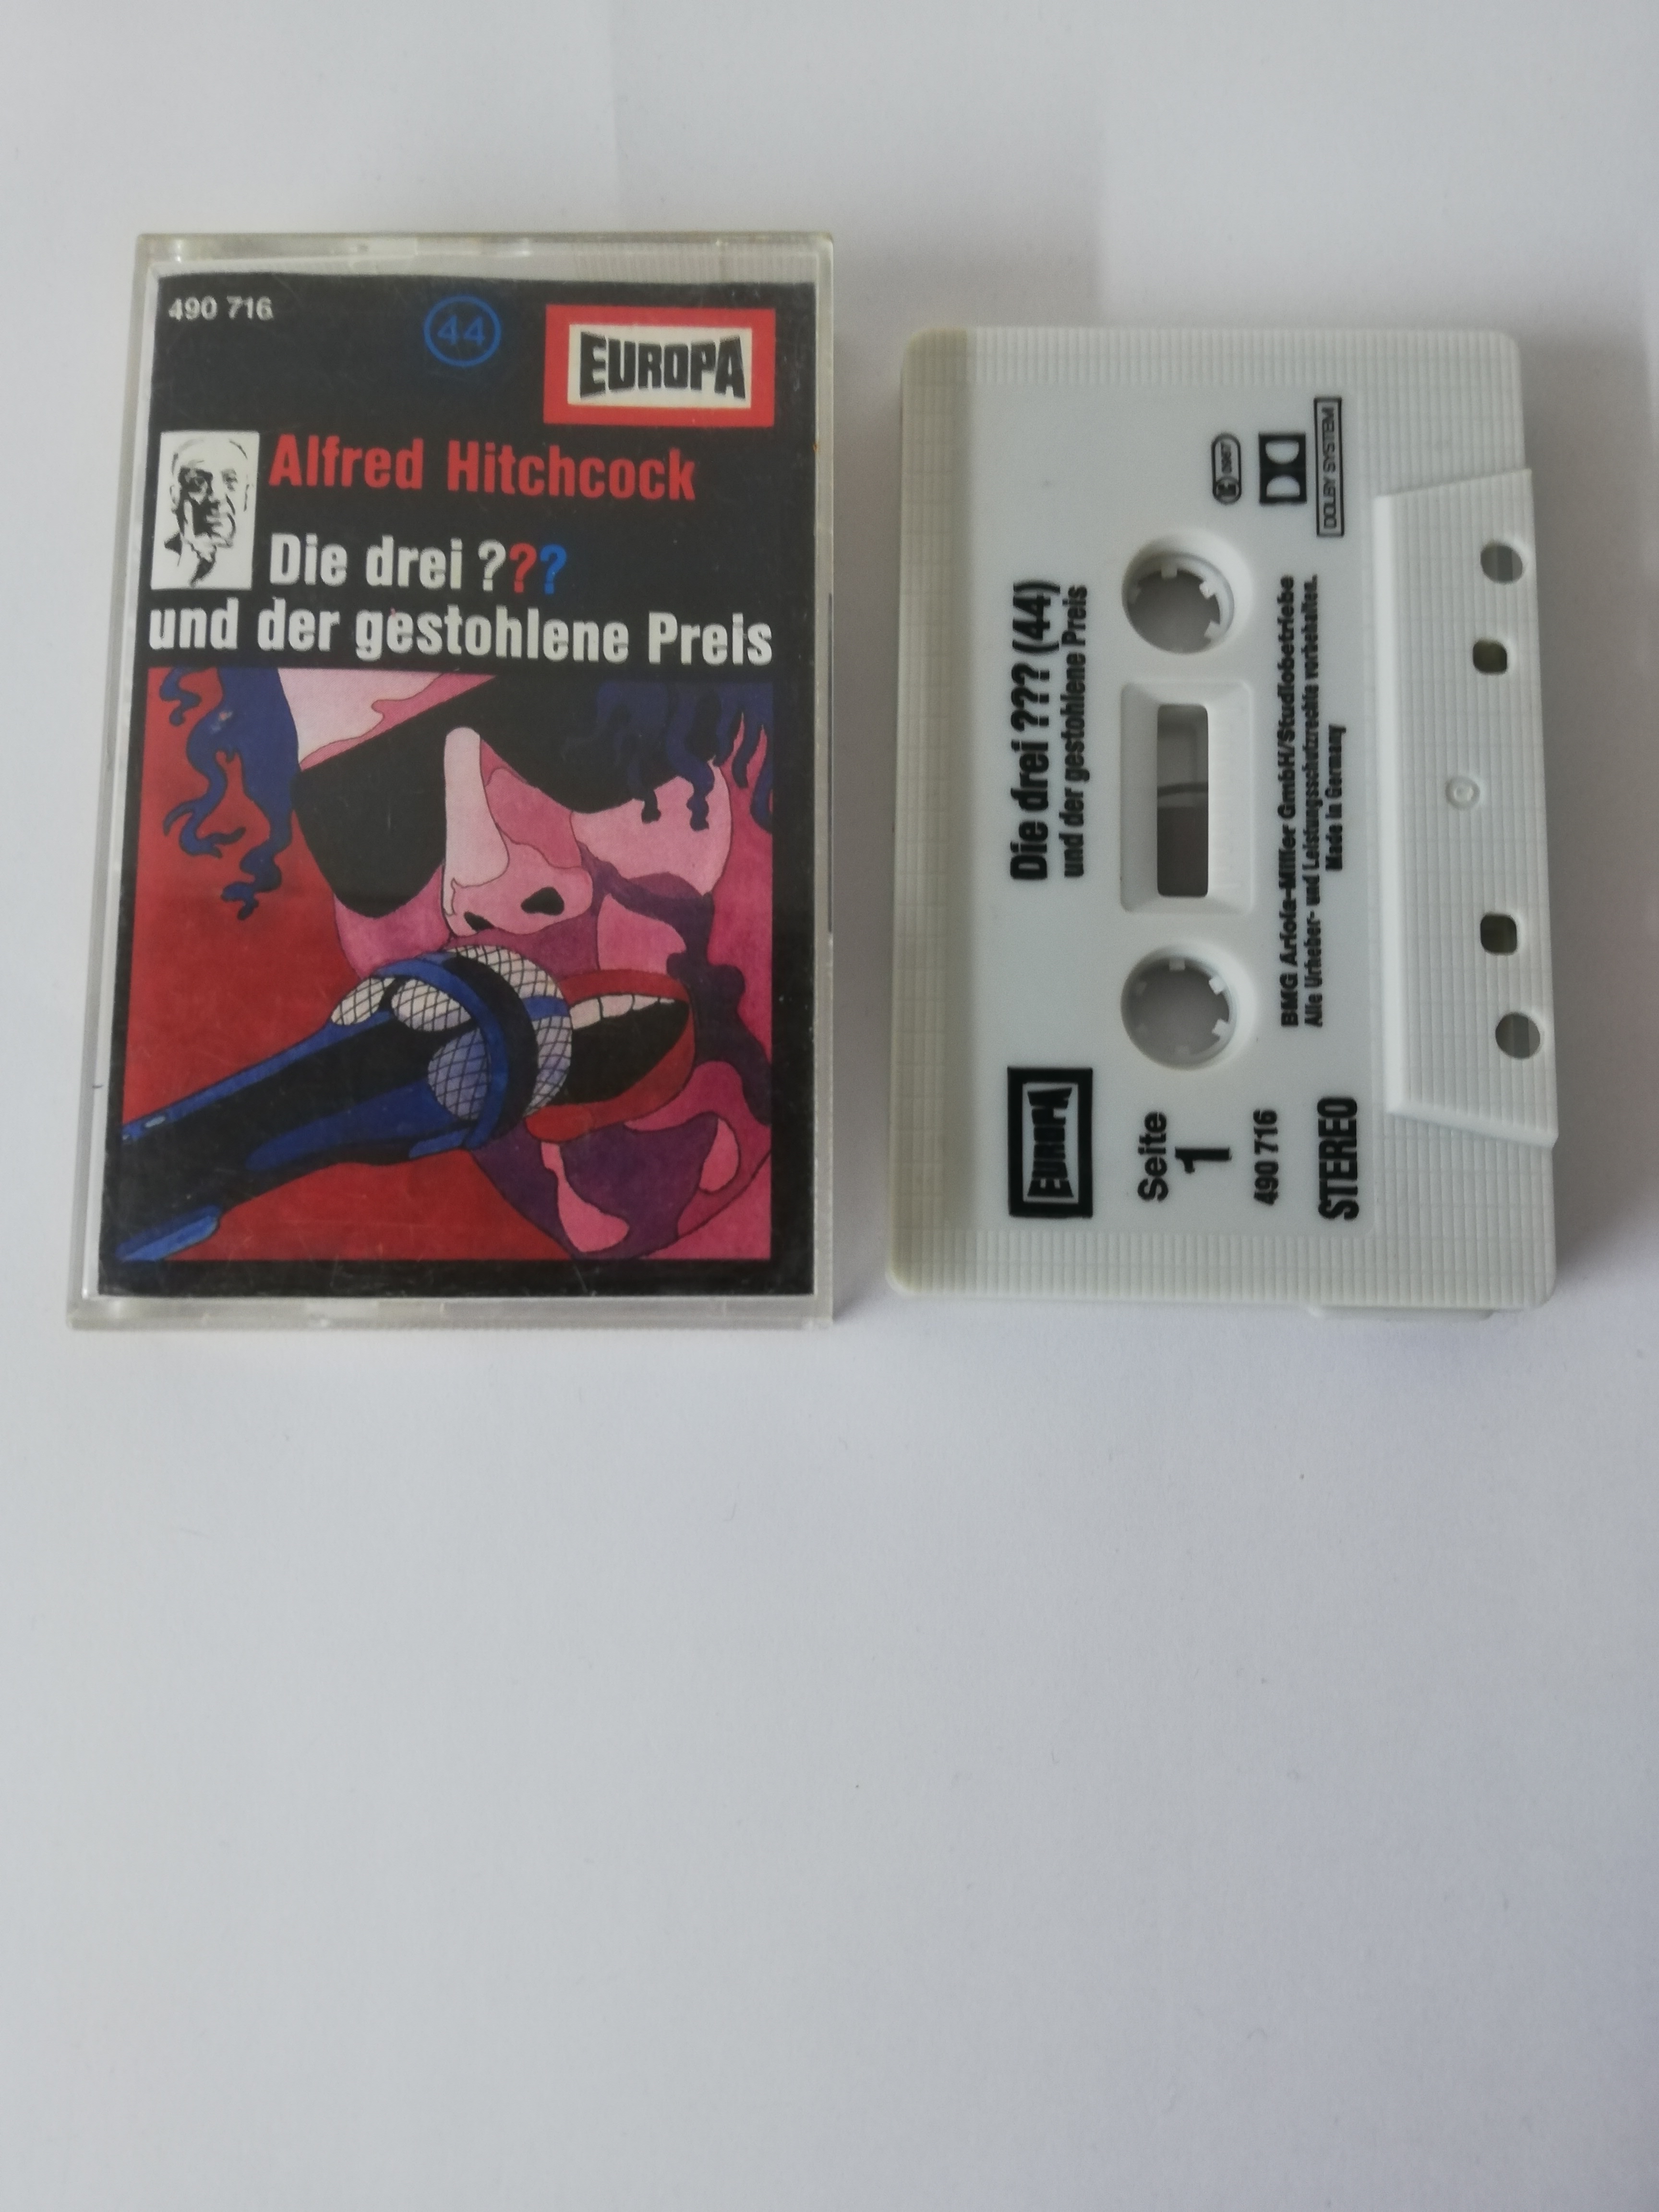 490 716
44
EUROPA
Alfred Hitchcock
Die drei ???
und der gestohlene Preis
Die drei ??? (44)
und der gestohlene Preis
EUROPA
Seite
1
490 716
STEREO
BMG Ariola-Miller GmbH/Studiobetriebe
Alle Urheber- und Leistungsschutzrechte vorbehalten.
Made in Germany
LC 0967
DOLBY SYSTEM